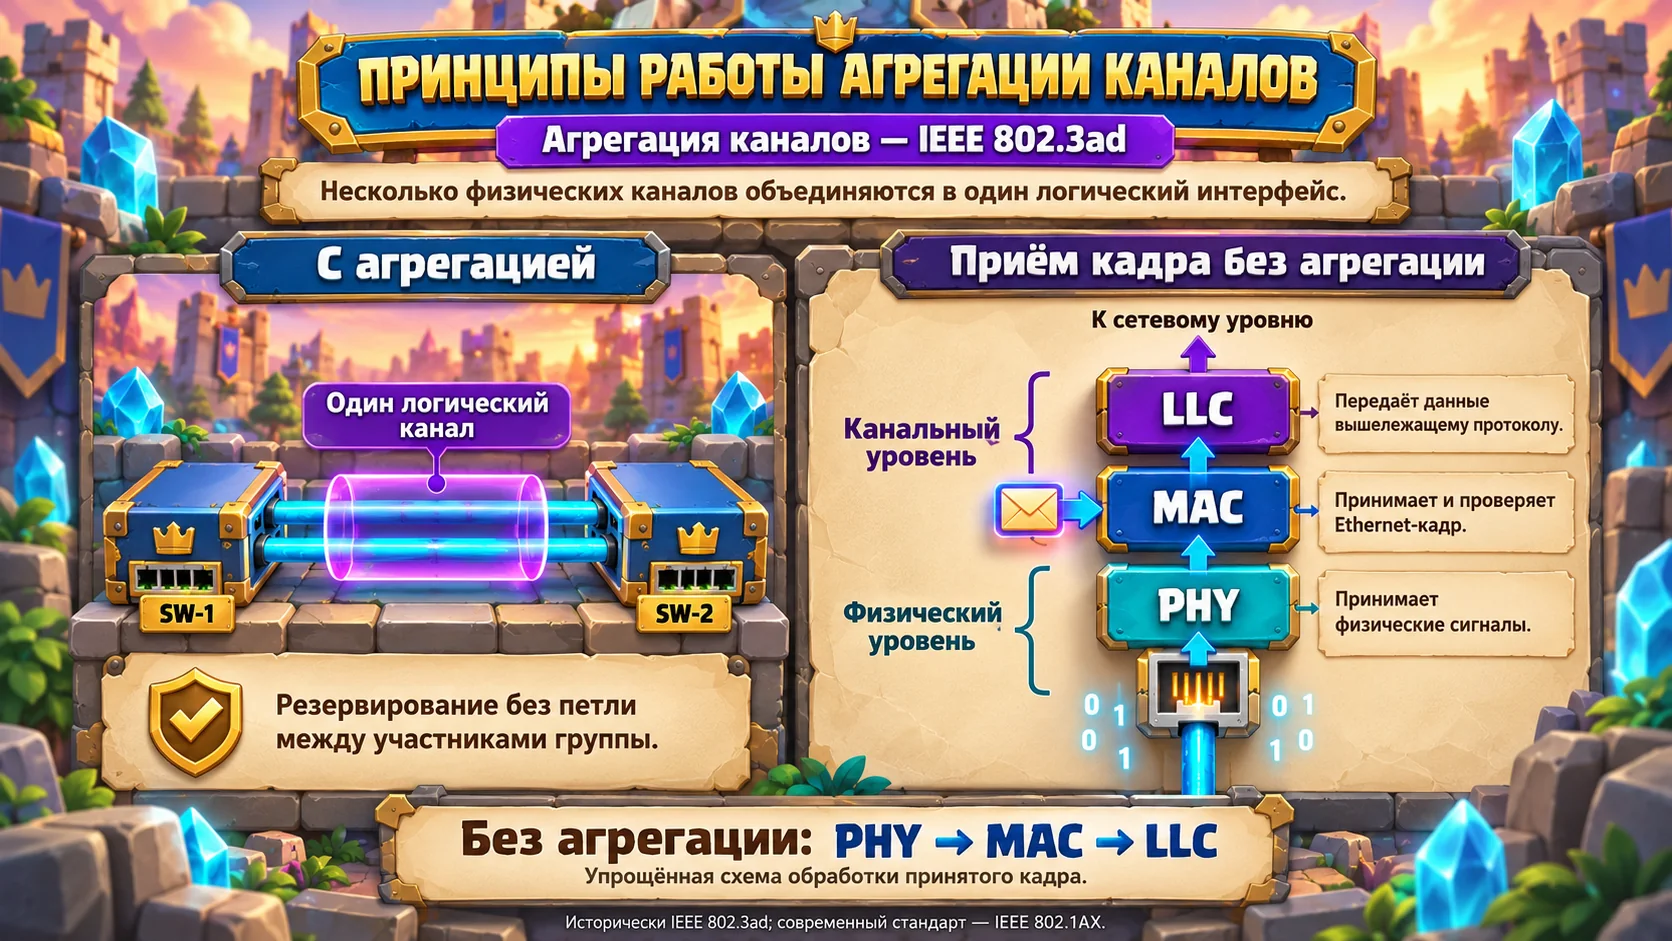 ПРИНЦИПЫ РАБОТЫ АГРЕГАЦИИ КАНАЛОВ
Агрегация каналов — IEEE 802.3ad
Несколько физических каналов объединяются в один логический интерфейс.
С агрегацией
Один логический
канал
SW-1
SW-2
Резервирование без петли
между участниками группы.
Приём кадра без агрегации
К сетевому уровню
Канальный
уровень
LLC
Передаёт данные
вышележащему протоколу.
MAC
Принимает и проверяет
Ethernet-кадр.
Физический
уровень
PHY
Принимает
физические сигналы.
0 1 0 1
0 1 1 0
Без агрегации: PHY → MAC → LLC
Упрощённая схема обработки принятого кадра.
Исторически IEEE 802.3ad; современный стандарт — IEEE 802.1AX.